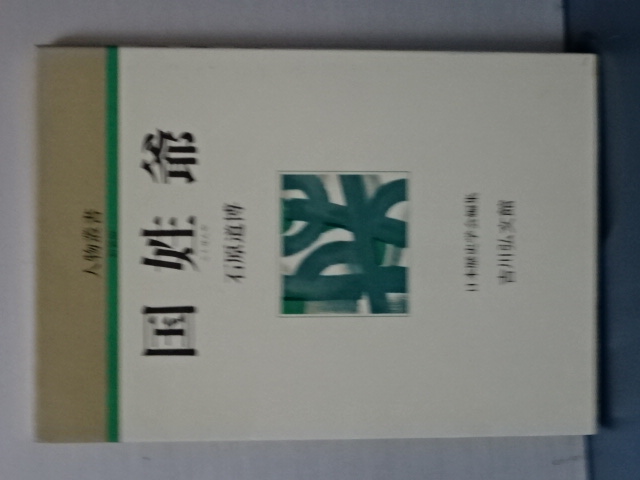 人物叢書
国姓爺
石原道博
日本歴史学会編集
吉川弘文館